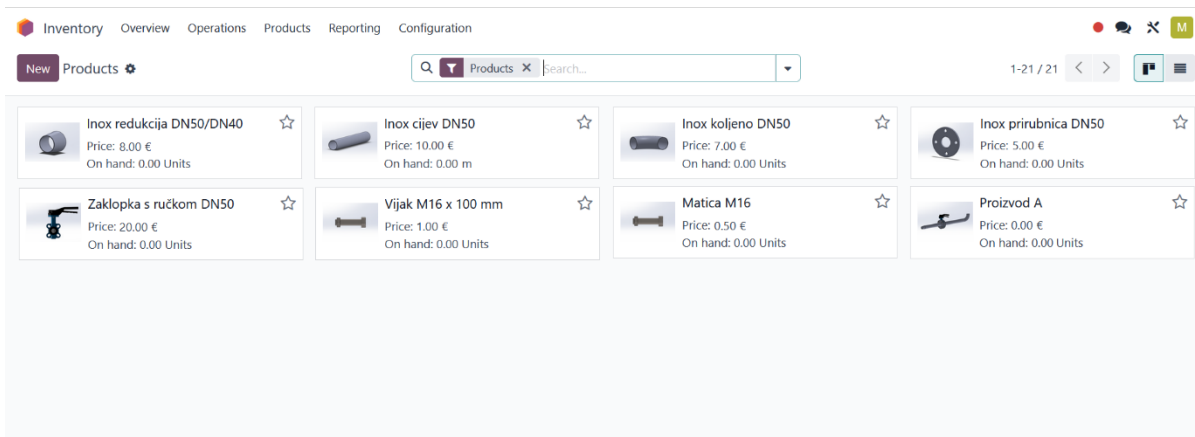 Inventory Overview Operations Products Reporting Configuration M
New Products Products × Search... 1-21 / 21
Inox redukcija DN50/DN40
Price: 8.00 €
On hand: 0.00 Units
Inox cijev DN50
Price: 10.00 €
On hand: 0.00 m
Inox koljeno DN50
Price: 7.00 €
On hand: 0.00 Units
Inox prirubnica DN50
Price: 5.00 €
On hand: 0.00 Units
Zaklopka s ručkom DN50
Price: 20.00 €
On hand: 0.00 Units
Vijak M16 x 100 mm
Price: 1.00 €
On hand: 0.00 Units
Matica M16
Price: 0.50 €
On hand: 0.00 Units
Proizvod A
Price: 0.00 €
On hand: 0.00 Units